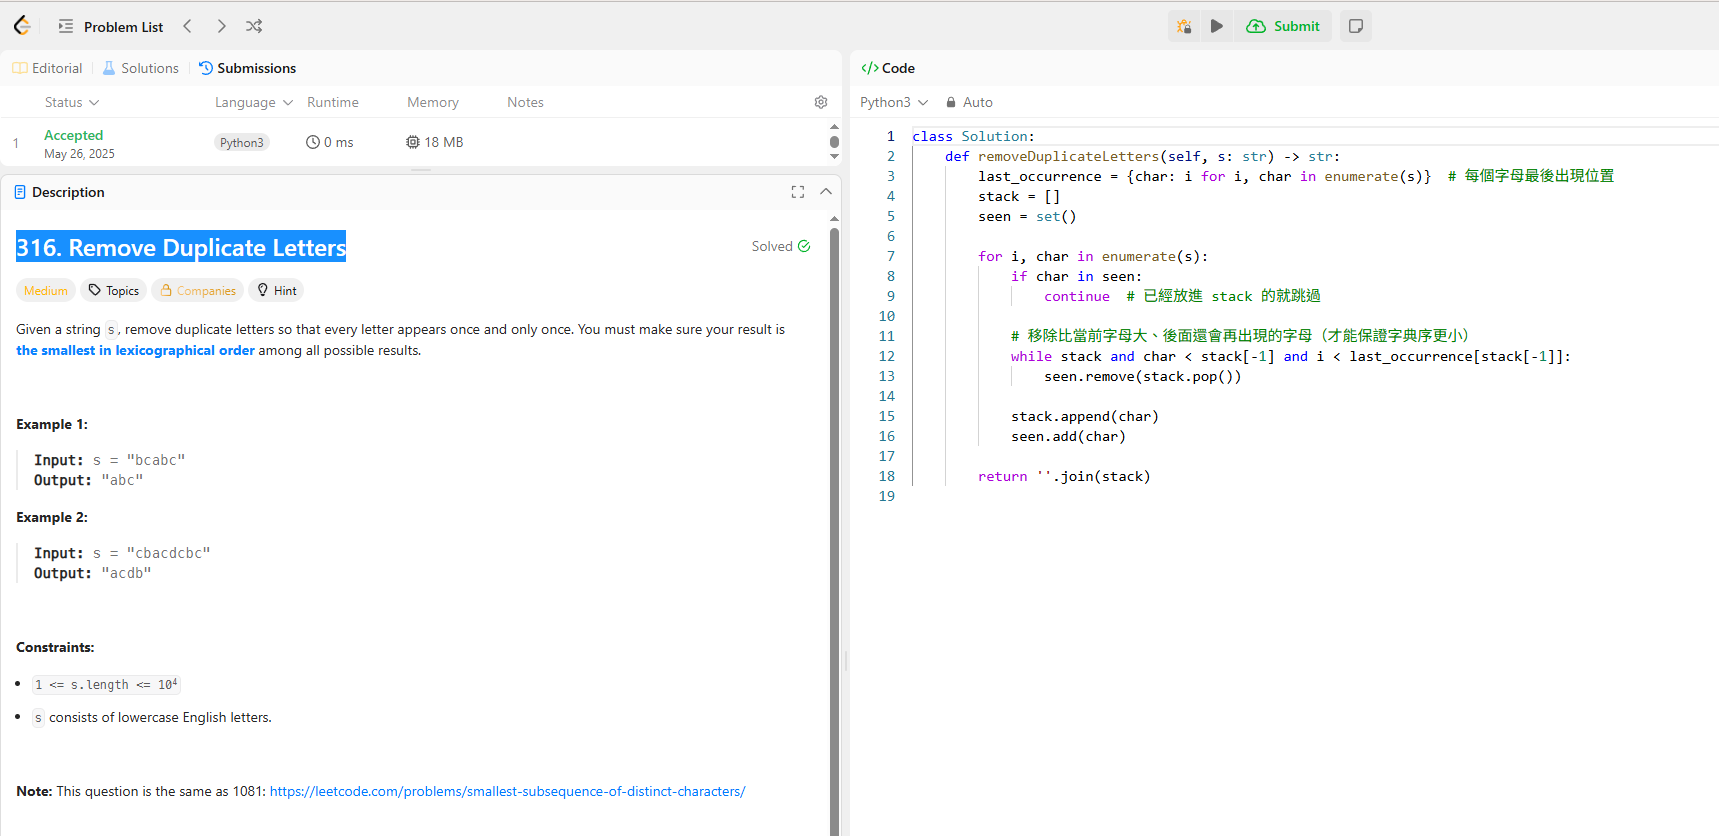 Problem List
Submit
Editorial
Solutions
Submissions
Status
Language
Runtime
Memory
Notes
1
Accepted
May 26, 2025
Python3
0 ms
18 MB
Description
316. Remove Duplicate Letters
Solved
Medium
Topics
Companies
Hint
Given a string s, remove duplicate letters so that every letter appears once and only once. You must make sure your result is
the smallest in lexicographical order among all possible results.
Example 1:
Input: s = "bcabc"
Output: "abc"
Example 2:
Input: s = "cbacdcbc"
Output: "acdb"
Constraints:
• 1 <= s.length <= 10⁴
• s consists of lowercase English letters.
Note: This question is the same as 1081: https://leetcode.com/problems/smallest-subsequence-of-distinct-characters/
</> Code
Python3
Auto
1 class Solution:
2     def removeDuplicateLetters(self, s: str) -> str:
3         last_occurrence = {char: i for i, char in enumerate(s)}  # 每個字母最後出現位置
4         stack = []
5         seen = set()
6
7         for i, char in enumerate(s):
8             if char in seen:
9                 continue  # 已經放進 stack 的就跳過
10
11             # 移除比當前字母大、後面還會再出現的字母（才能保證字典序更小）
12             while stack and char < stack[-1] and i < last_occurrence[stack[-1]]:
13                 seen.remove(stack.pop())
14
15             stack.append(char)
16             seen.add(char)
17
18         return ''.join(stack)
19